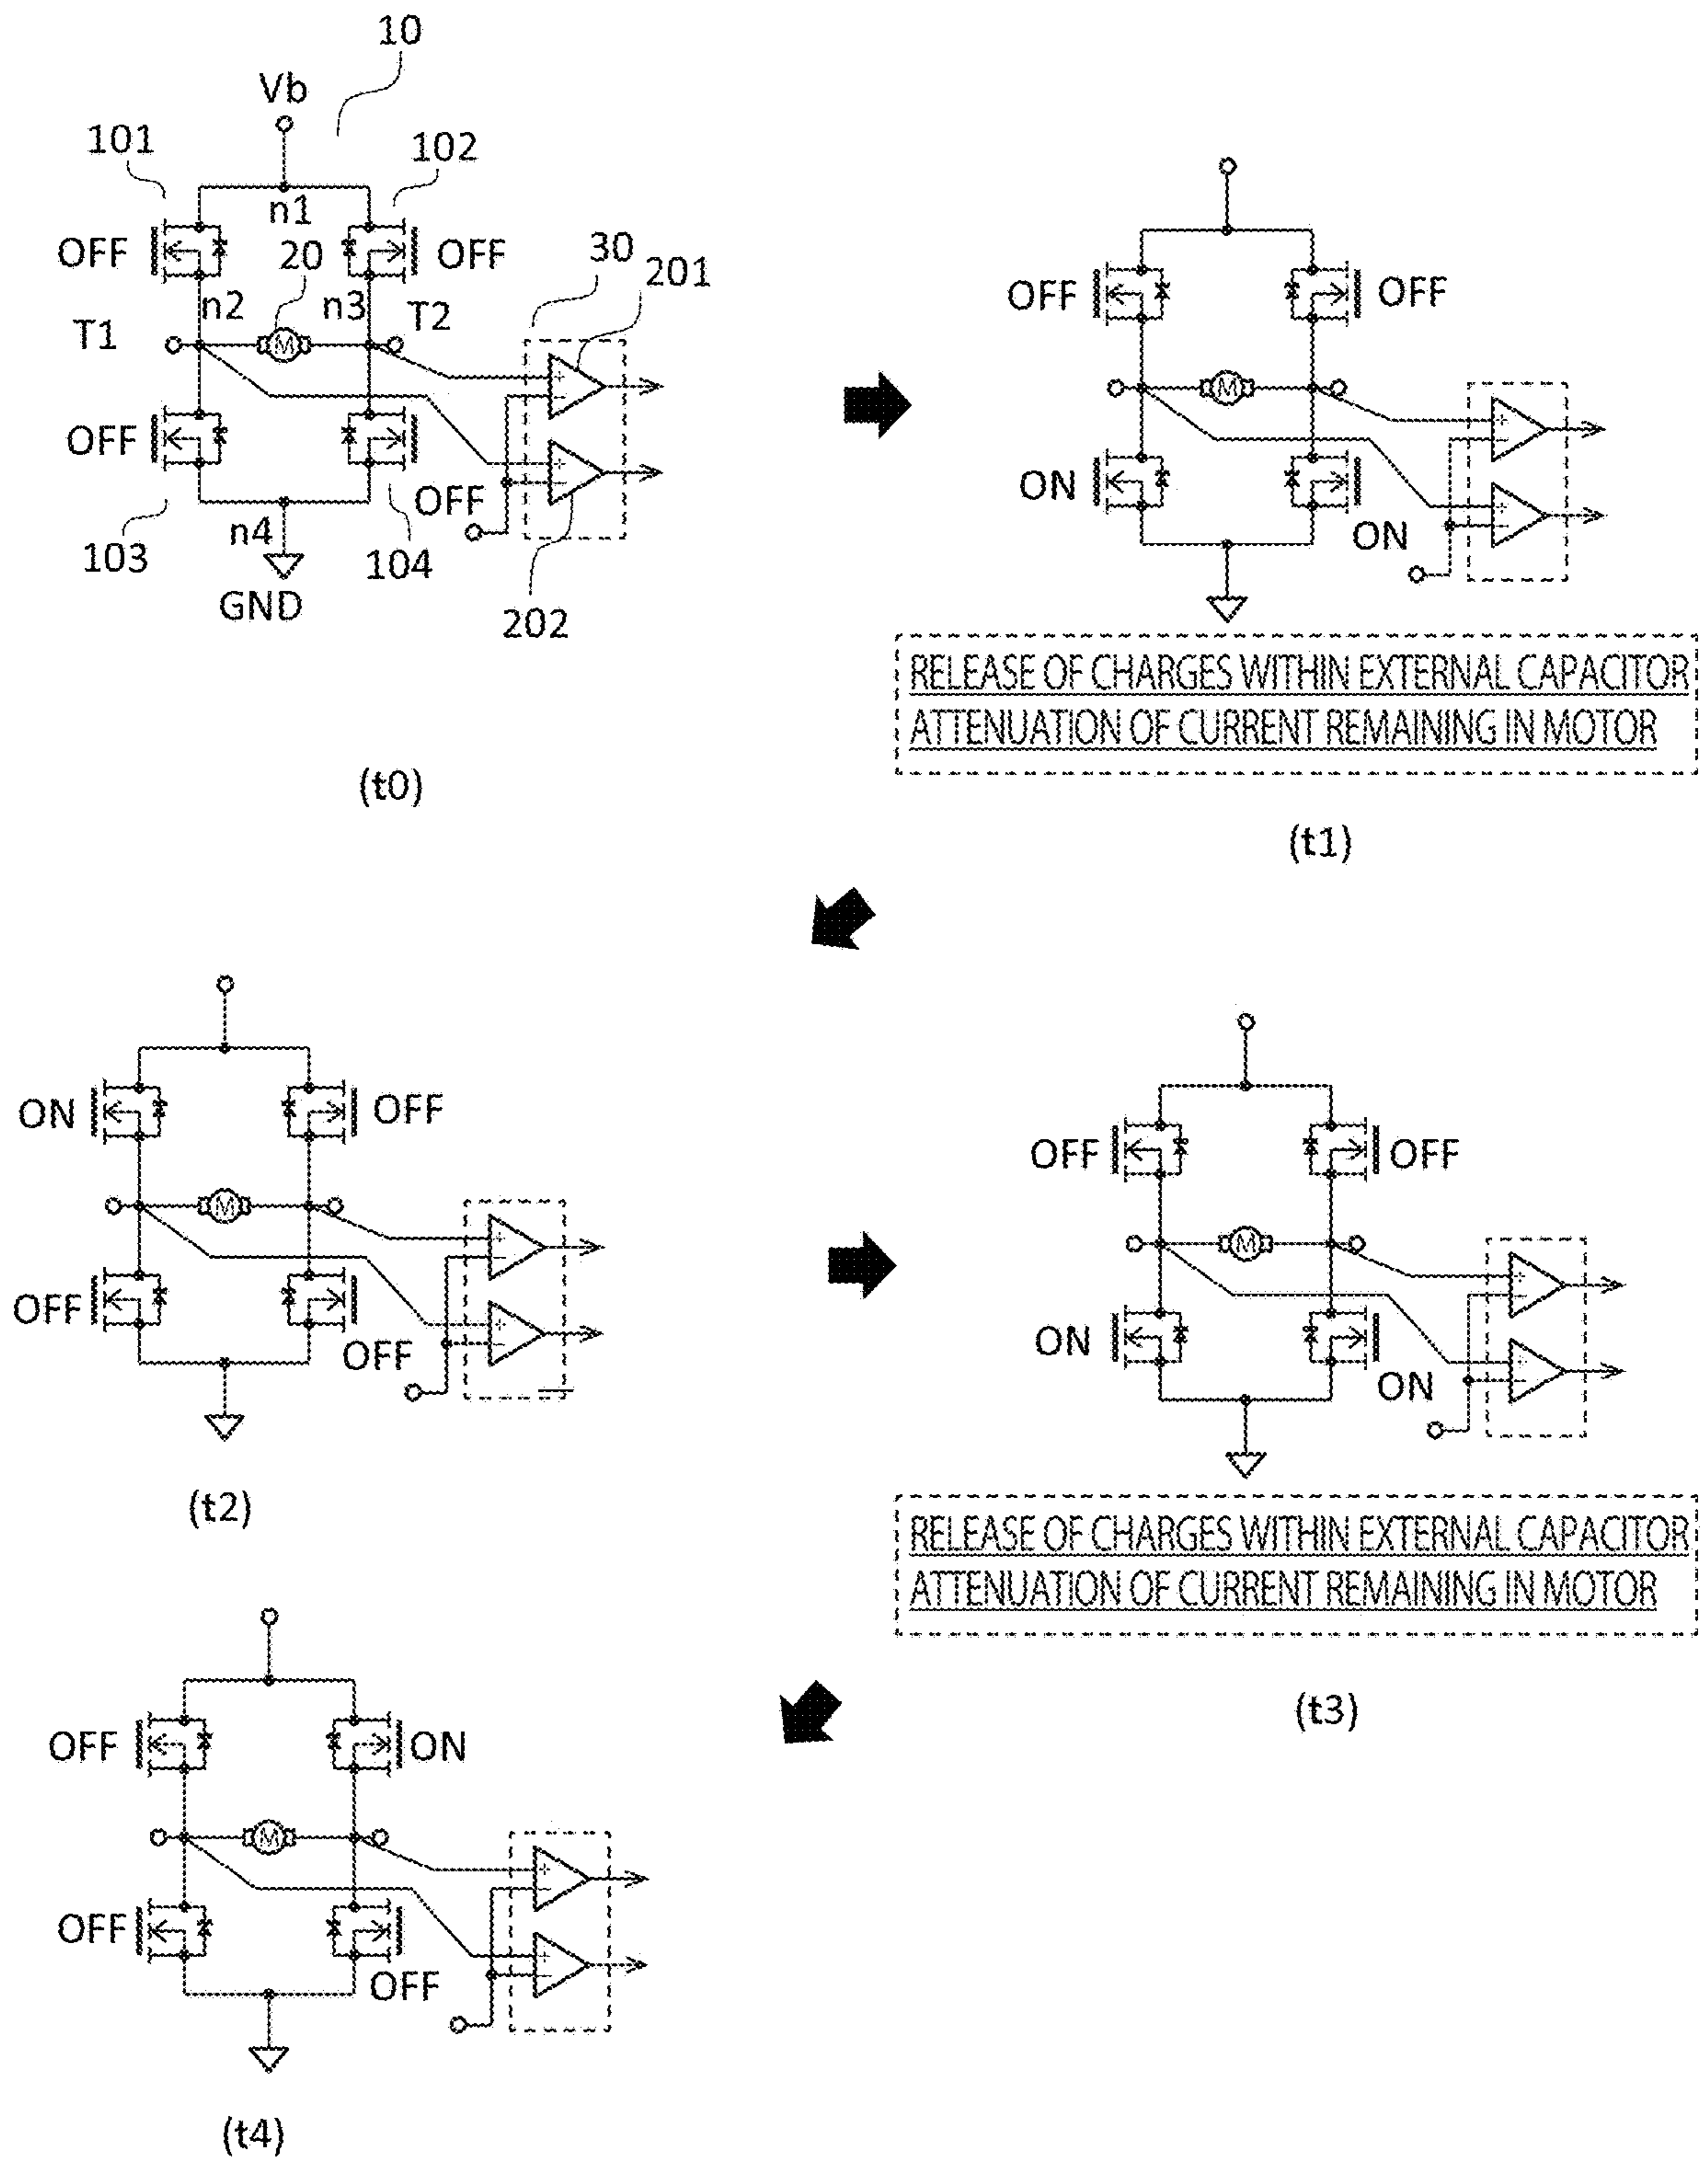 10
Vb
101
102
n1
OFF
20
OFF
30
201
n2
n3
T1
M
T2
OFF
OFF
n4
103
104
GND
202
(t0)
OFF
OFF
M
ON
ON
RELEASE OF CHARGES WITHIN EXTERNAL CAPACITOR
ATTENUATION OF CURRENT REMAINING IN MOTOR
(t1)
ON
OFF
M
OFF
OFF
(t2)
OFF
OFF
M
ON
ON
RELEASE OF CHARGES WITHIN EXTERNAL CAPACITOR
ATTENUATION OF CURRENT REMAINING IN MOTOR
(t3)
OFF
ON
M
OFF
OFF
(t4)